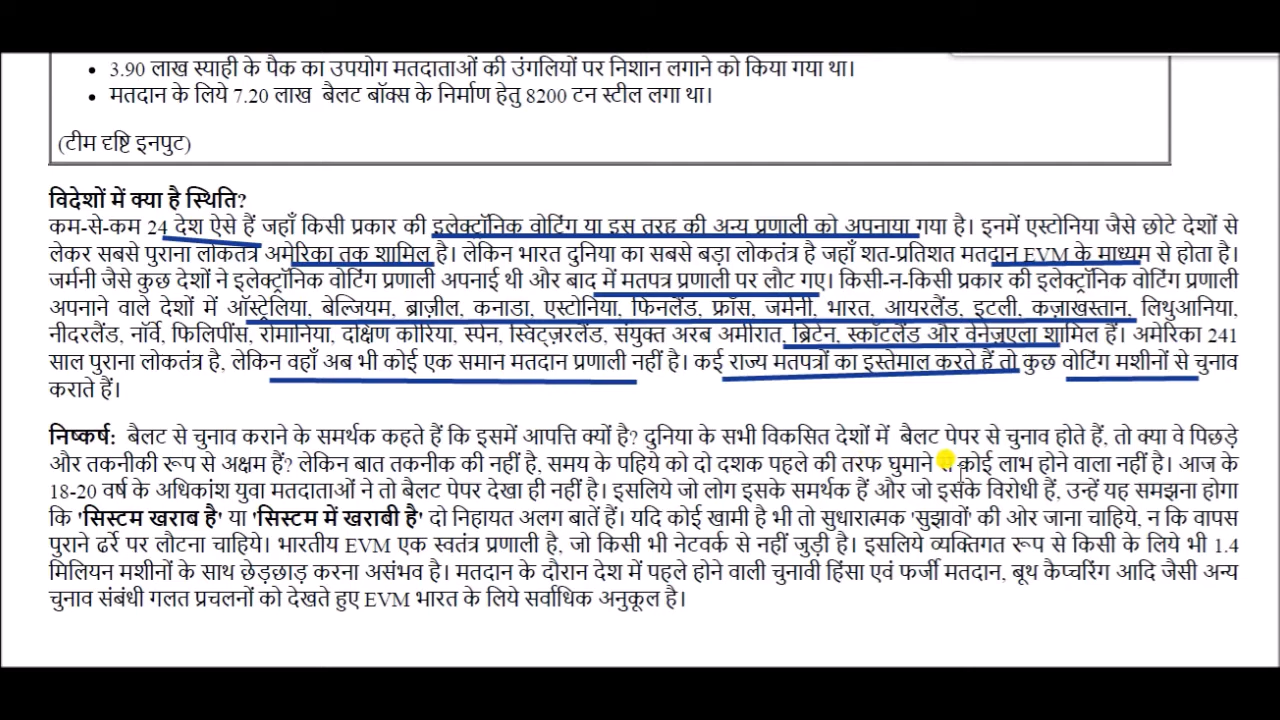 • 3.90 लाख स्याही के पैक का उपयोग मतदाताओं की उंगलियों पर निशान लगाने को किया गया था।
• मतदान के लिये 7.20 लाख बैलट बॉक्स के निर्माण हेतु 8200 टन स्टील लगा था।
(टीम दृष्टि इनपुट)
विदेशों में क्या है स्थिति?
कम-से-कम 24 देश ऐसे हैं जहाँ किसी प्रकार की इलेक्ट्रॉनिक वोटिंग या इस तरह की अन्य प्रणाली को अपनाया गया है। इनमें एस्टोनिया जैसे छोटे देशों से
लेकर सबसे पुराना लोकतंत्र अमेरिका तक शामिल है। लेकिन भारत दुनिया का सबसे बड़ा लोकतंत्र है जहाँ शत-प्रतिशत मतदान EVM के माध्यम से होता है।
जर्मनी जैसे कुछ देशों ने इलेक्ट्रॉनिक वोटिंग प्रणाली अपनाई थी और बाद में मतपत्र प्रणाली पर लौट गए। किसी-न-किसी प्रकार की इलेक्ट्रॉनिक वोटिंग प्रणाली
अपनाने वाले देशों में ऑस्ट्रेलिया, बेल्जियम, ब्राज़ील, कनाडा, एस्टोनिया, फिनलैंड, फ्राँस, जर्मनी, भारत, आयरलैंड, इटली, कज़ाखस्तान, लिथुआनिया,
नीदरलैंड, नॉर्वे, फिलिपींस, रोमानिया, दक्षिण कोरिया, स्पेन, स्विट्ज़रलैंड, संयुक्त अरब अमीरात, ब्रिटेन, स्कॉटलैंड और वेनेज़ुएला शामिल हैं। अमेरिका 241
साल पुराना लोकतंत्र है, लेकिन वहाँ अब भी कोई एक समान मतदान प्रणाली नहीं है। कई राज्य मतपत्रों का इस्तेमाल करते हैं तो कुछ वोटिंग मशीनों से चुनाव
कराते हैं।
निष्कर्ष: बैलट से चुनाव कराने के समर्थक कहते हैं कि इसमें आपत्ति क्यों है? दुनिया के सभी विकसित देशों में बैलट पेपर से चुनाव होते हैं, तो क्या वे पिछड़े
और तकनीकी रूप से अक्षम हैं? लेकिन बात तकनीक की नहीं है, समय के पहिये को दो दशक पहले की तरफ घुमाने से कोई लाभ होने वाला नहीं है। आज के
18-20 वर्ष के अधिकांश युवा मतदाताओं ने तो बैलट पेपर देखा ही नहीं है। इसलिये जो लोग इसके समर्थक हैं और जो इसके विरोधी हैं, उन्हें यह समझना होगा
कि 'सिस्टम खराब है' या 'सिस्टम में खराबी है' दो निहायत अलग बातें हैं। यदि कोई खामी है भी तो सुधारात्मक 'सुझावों' की ओर जाना चाहिये, न कि वापस
पुराने ढर्रे पर लौटना चाहिये। भारतीय EVM एक स्वतंत्र प्रणाली है, जो किसी भी नेटवर्क से नहीं जुड़ी है। इसलिये व्यक्तिगत रूप से किसी के लिये भी 1.4
मिलियन मशीनों के साथ छेड़छाड़ करना असंभव है। मतदान के दौरान देश में पहले होने वाली चुनावी हिंसा एवं फर्जी मतदान, बूथ कैप्चरिंग आदि जैसी अन्य
चुनाव संबंधी गलत प्रचलनों को देखते हुए EVM भारत के लिये सर्वाधिक अनुकूल है।